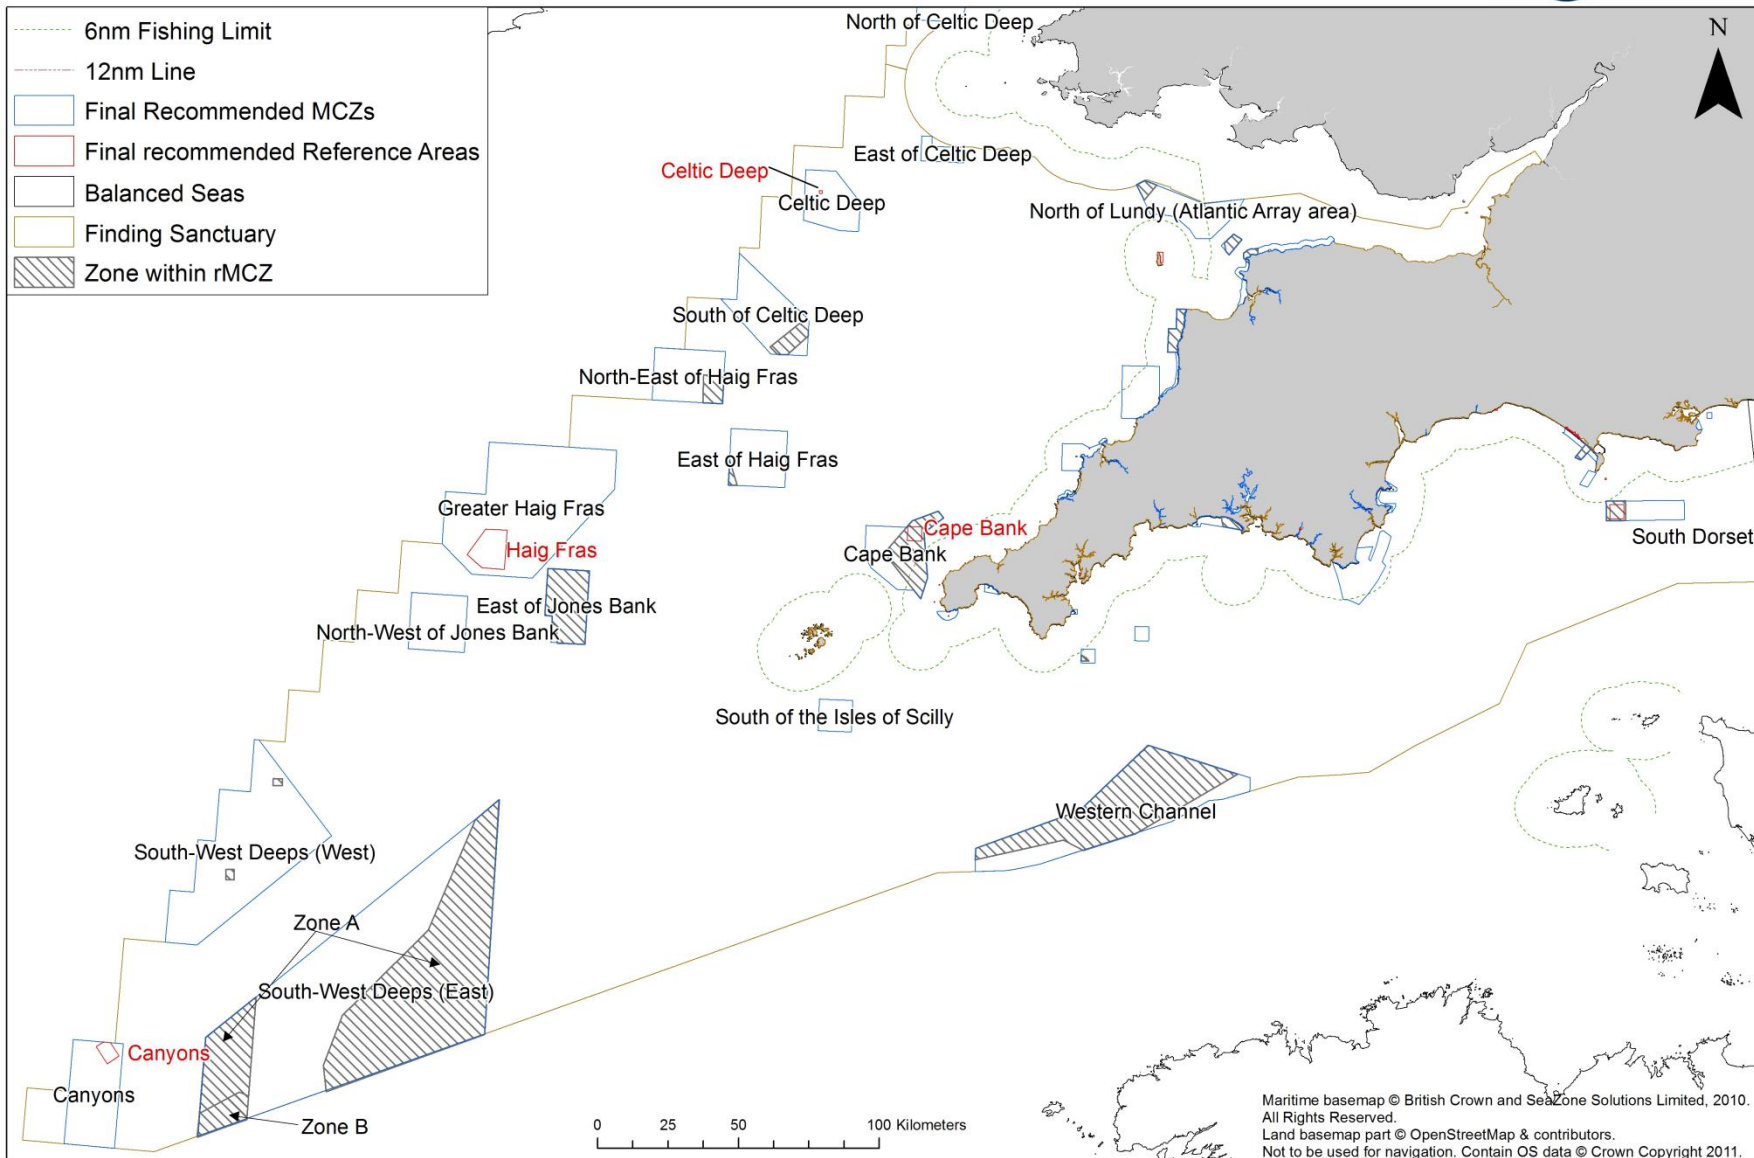 6nm Fishing Limit
12nm Line
Final Recommended MCZs
Final recommended Reference Areas
Balanced Seas
Finding Sanctuary
Zone within rMCZ
North of Celtic Deep
N
East of Celtic Deep
Celtic Deep
Celtic Deep
North of Lundy (Atlantic Array area)
South of Celtic Deep
North-East of Haig Fras
East of Haig Fras
Greater Haig Fras
Haig Fras
Cape Bank
Cape Bank
South Dorset
East of Jones Bank
North-West of Jones Bank
South of the Isles of Scilly
Western Channel
South-West Deeps (West)
Zone A
South-West Deeps (East)
Canyons
Canyons
Zone B
0 25 50 100 Kilometers
Maritime basemap © British Crown and SeaZone Solutions Limited, 2010.
All Rights Reserved.
Land basemap part © OpenStreetMap & contributors.
Not to be used for navigation. Contain OS data © Crown Copyright 2011.